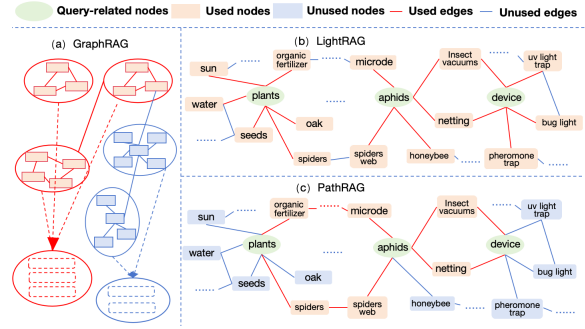 Query-related nodes Used nodes Unused nodes Used edges Unused edges
(a) GraphRAG
(b) LightRAG
sun
organic fertilizer
microde
Insect vacuums
uv light trap
water
plants
aphids
device
seeds
oak
netting
bug light
spiders
spiders web
honeybee
pheromone trap
(c) PathRAG
sun
organic fertilizer
microde
Insect vacuums
uv light trap
water
plants
aphids
device
seeds
oak
netting
bug light
spiders
spiders web
honeybee
pheromone trap